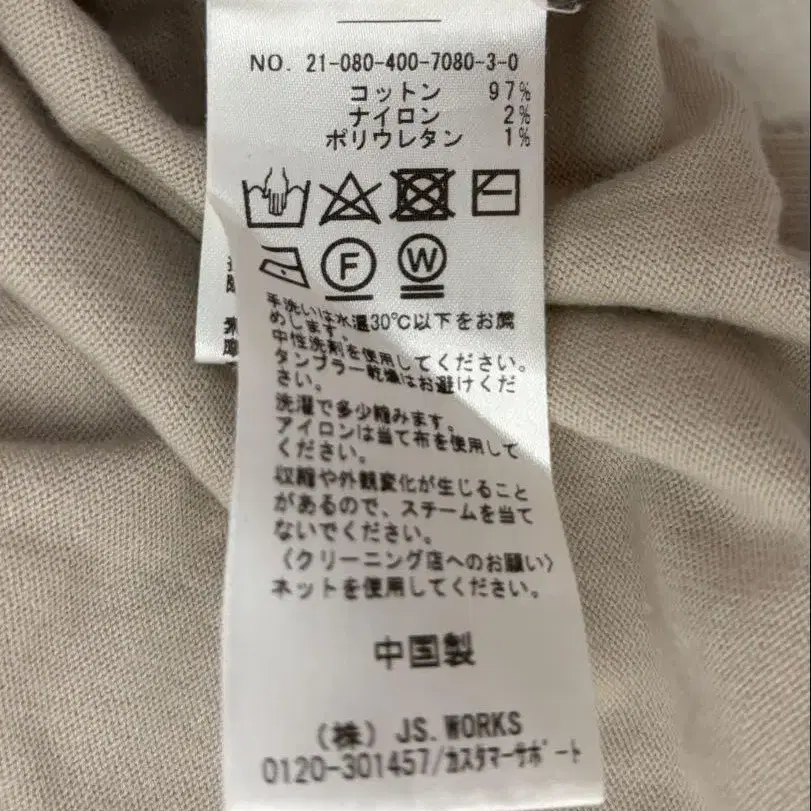 NO. 21-080-400-7080-3-0
コットン 97%
ナイロン 2%
ポリウレタン 1%
F
W
手洗いは水温30℃以下をお薦
めします。
中性洗剤を使用してください。
タンブラー乾燥はお避けくだ
さい。
洗濯で多少縮みます。
アイロンは当て布を使用して
ください。
収縮や外観変化が生じること
があるので、スチームを当て
ないでください。
〈クリーニング店へのお願い〉
ネットを使用してください。
中国製
(株) JS.WORKS
0120-301457/カスタマーサポート